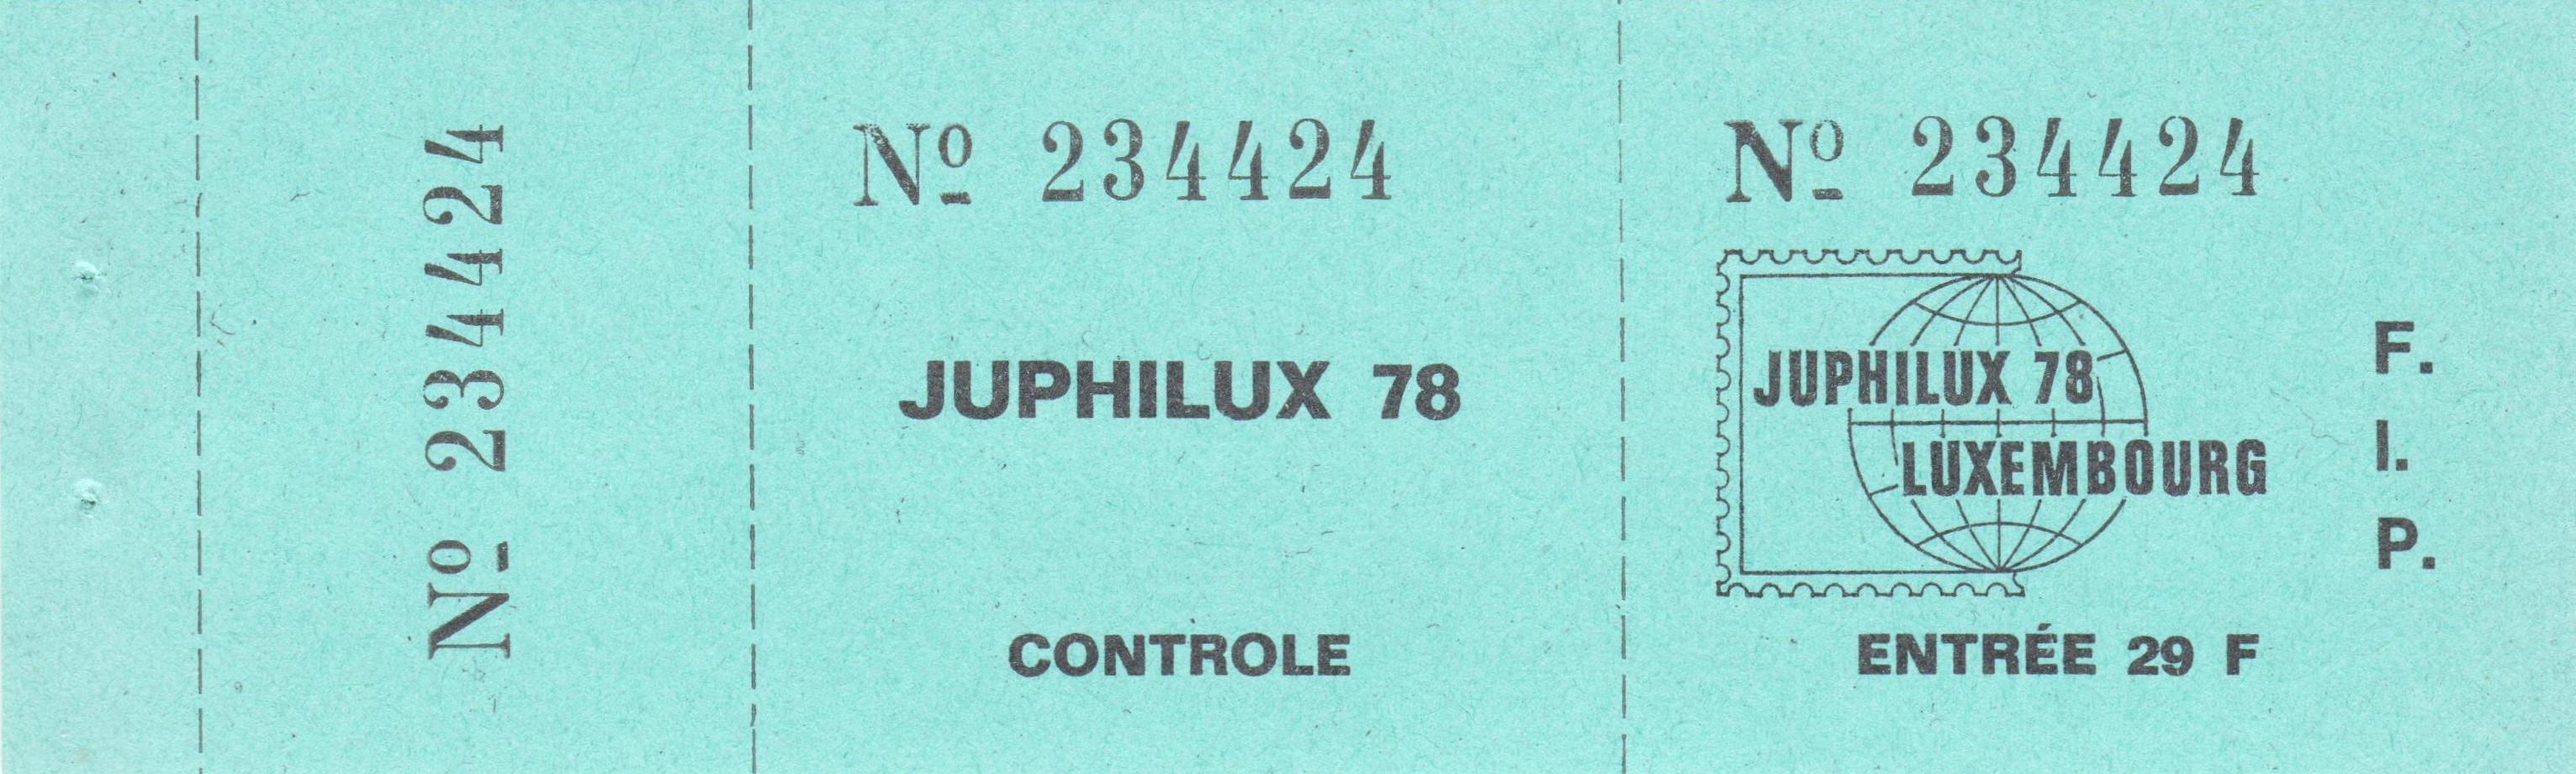 Nº 234424
Nº 234424
JUPHILUX 78
CONTROLE
Nº 234424
JUPHILUX 78
LUXEMBOURG
F.
I.
P.
ENTRÉE 29 F